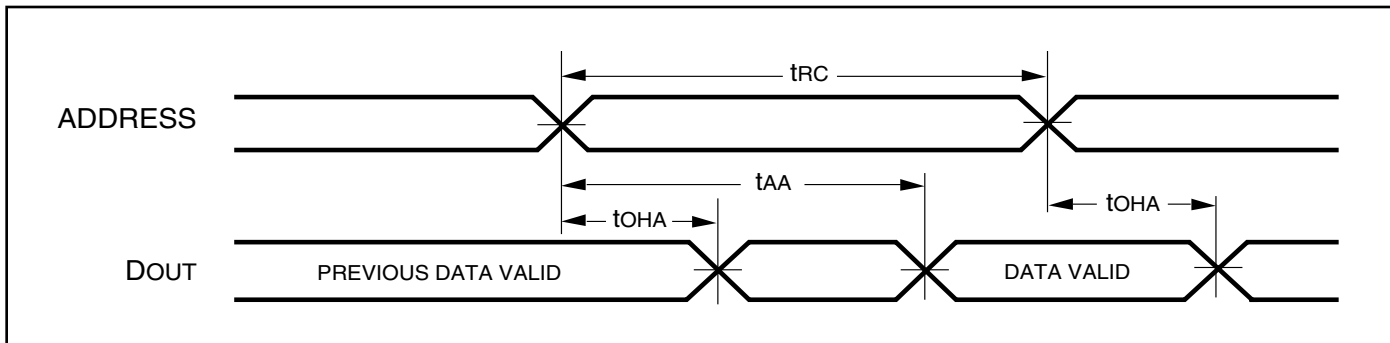 tRC
ADDRESS
tAA
tOHA
tOHA
DOUT
PREVIOUS DATA VALID
DATA VALID